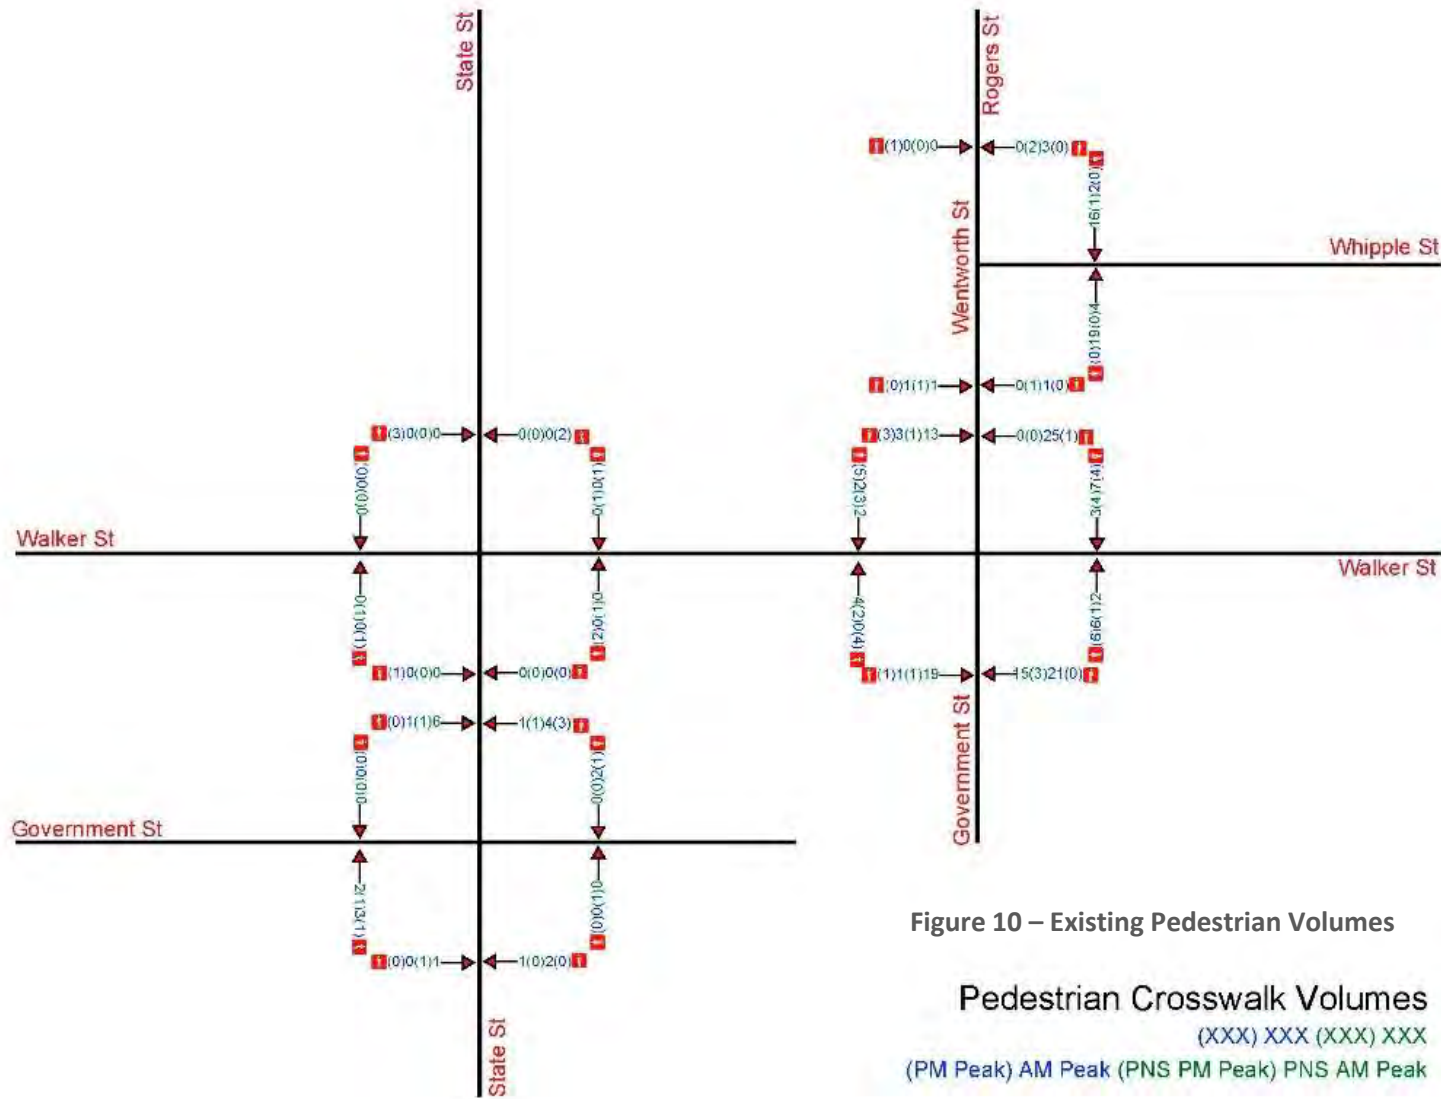 State St
Rogers St
(1)0(0)0
0(2)3(0)
16(1)2(0)
Wentworth St
Whipple St
(0)19(0)4
(0)1(1)1
0(1)1(0)
(3)0(0)0
0(0)0(2)
(3)3(1)13
0(0)25(1)
(0)0(0)0
(1)0(1)0
(5)2(3)2
3(4)7(4)
Walker St
Walker St
0(1)0(1)
(2)0(1)0
4(2)0(4)
(6)6(1)2
(1)0(0)0
0(0)0(0)
(1)1(1)19
15(3)21(0)
(0)1(1)6
1(1)4(3)
Government St
(0)0(0)0
0(0)2(1)
Government St
2(1)3(1)
(0)0(1)0
(0)0(1)1
1(0)2(0)
State St
Figure 10 – Existing Pedestrian Volumes
Pedestrian Crosswalk Volumes
(XXX) XXX (XXX) XXX
(PM Peak) AM Peak (PNS PM Peak) PNS AM Peak